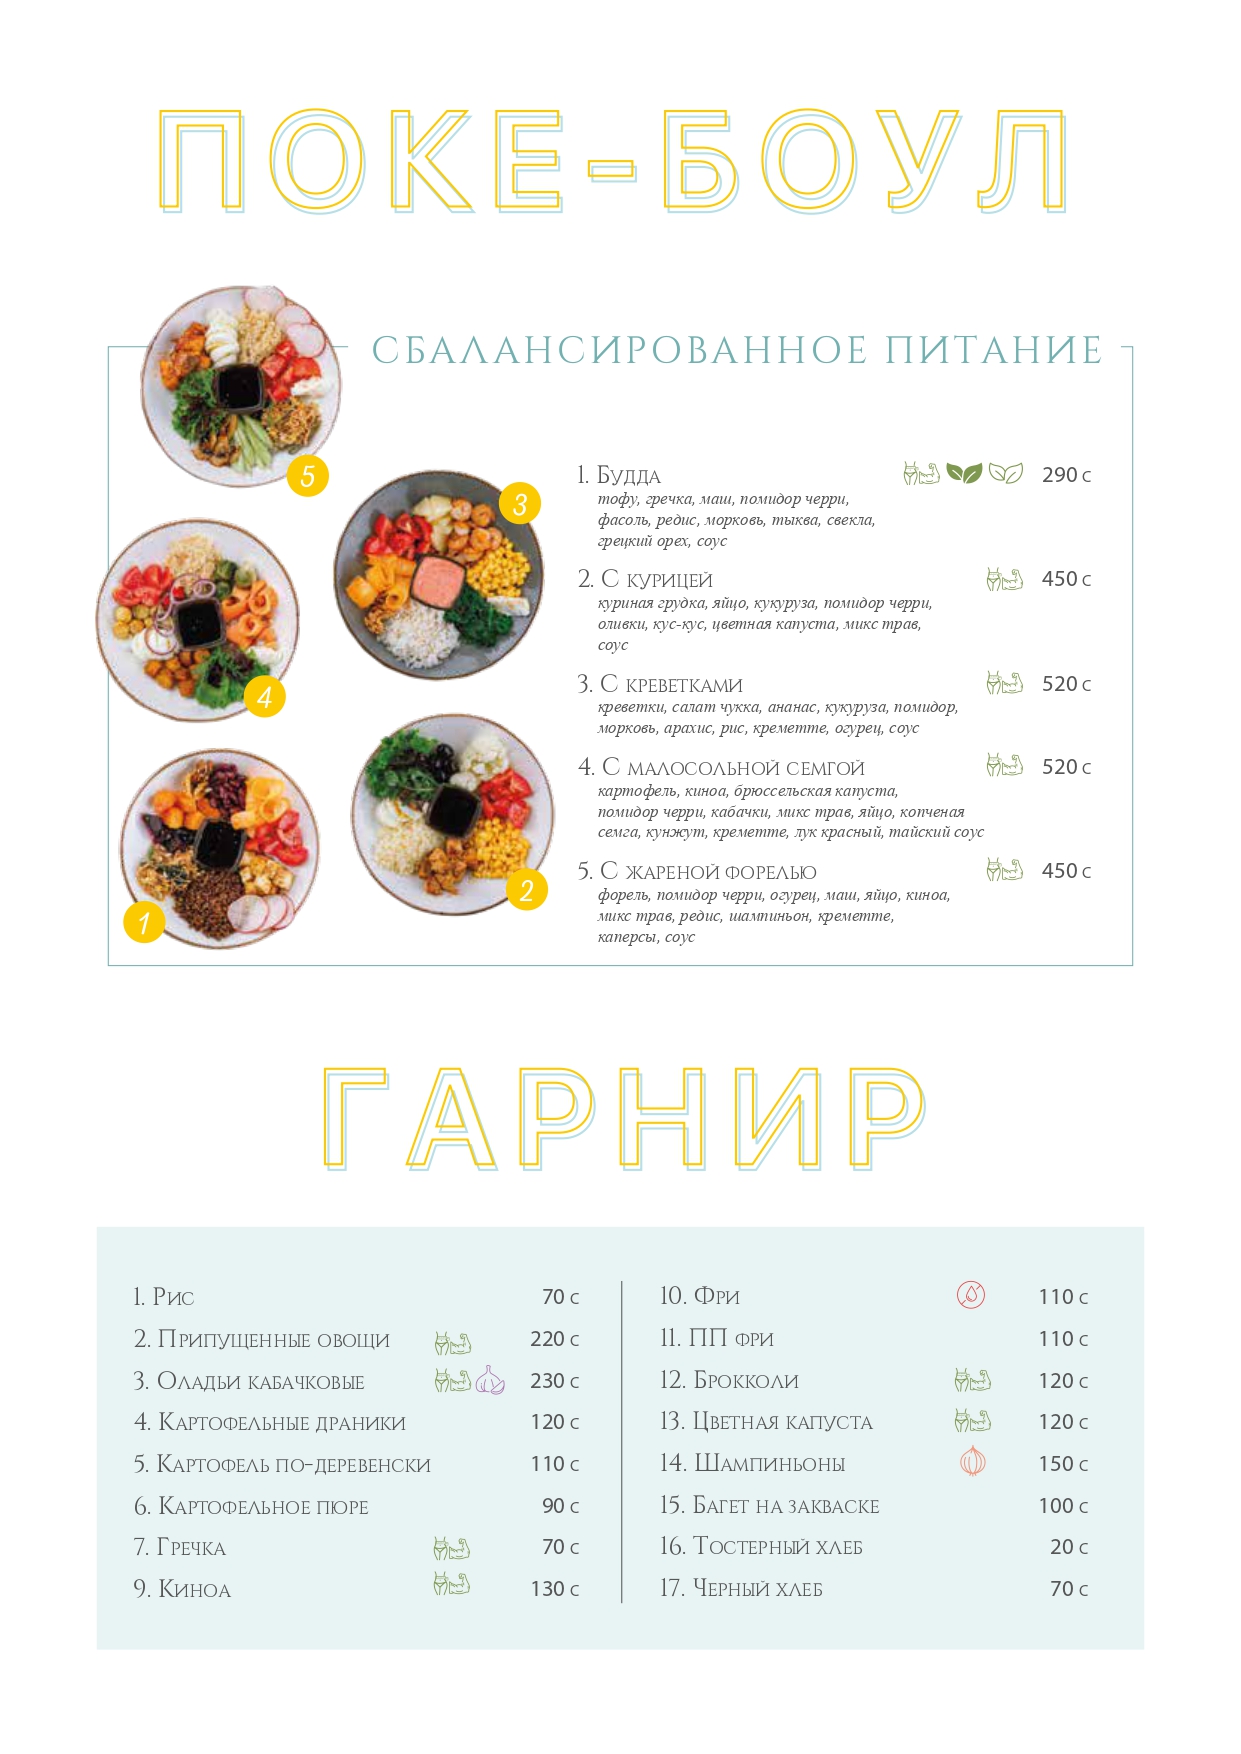 ПОКЕ-БОУЛ
СБАЛАНСИРОВАННОЕ ПИТАНИЕ
5
3
4
2
1
1. Будда 290 с
тофу, гречка, маш, помидор черри,
фасоль, редис, морковь, тыква, свекла,
грецкий орех, соус
2. С курицей 450 с
куриная грудка, яйцо, кукуруза, помидор черри,
оливки, кус-кус, цветная капуста, микс трав,
соус
3. С креветками 520 с
креветки, салат чукка, ананас, кукуруза, помидор,
морковь, арахис, рис, креметте, огурец, соус
4. С малосольной семгой 520 с
картофель, киноа, брюссельская капуста,
помидор черри, кабачки, микс трав, яйцо, копченая
семга, кунжут, креметте, лук красный, тайский соус
5. С жареной форелью 450 с
форель, помидор черри, огурец, маш, яйцо, киноа,
микс трав, редис, шампиньон, креметте,
каперсы, соус
ГАРНИР
1. Рис 70 с
2. Припущенные овощи 220 с
3. Оладьи кабачковые 230 с
4. Картофельные драники 120 с
5. Картофель по-деревенски 110 с
6. Картофельное пюре 90 с
7. Гречка 70 с
9. Киноа 130 с
10. Фри 110 с
11. ПП фри 110 с
12. Брокколи 120 с
13. Цветная капуста 120 с
14. Шампиньоны 150 с
15. Багет на закваске 100 с
16. Тостерный хлеб 20 с
17. Черный хлеб 70 с